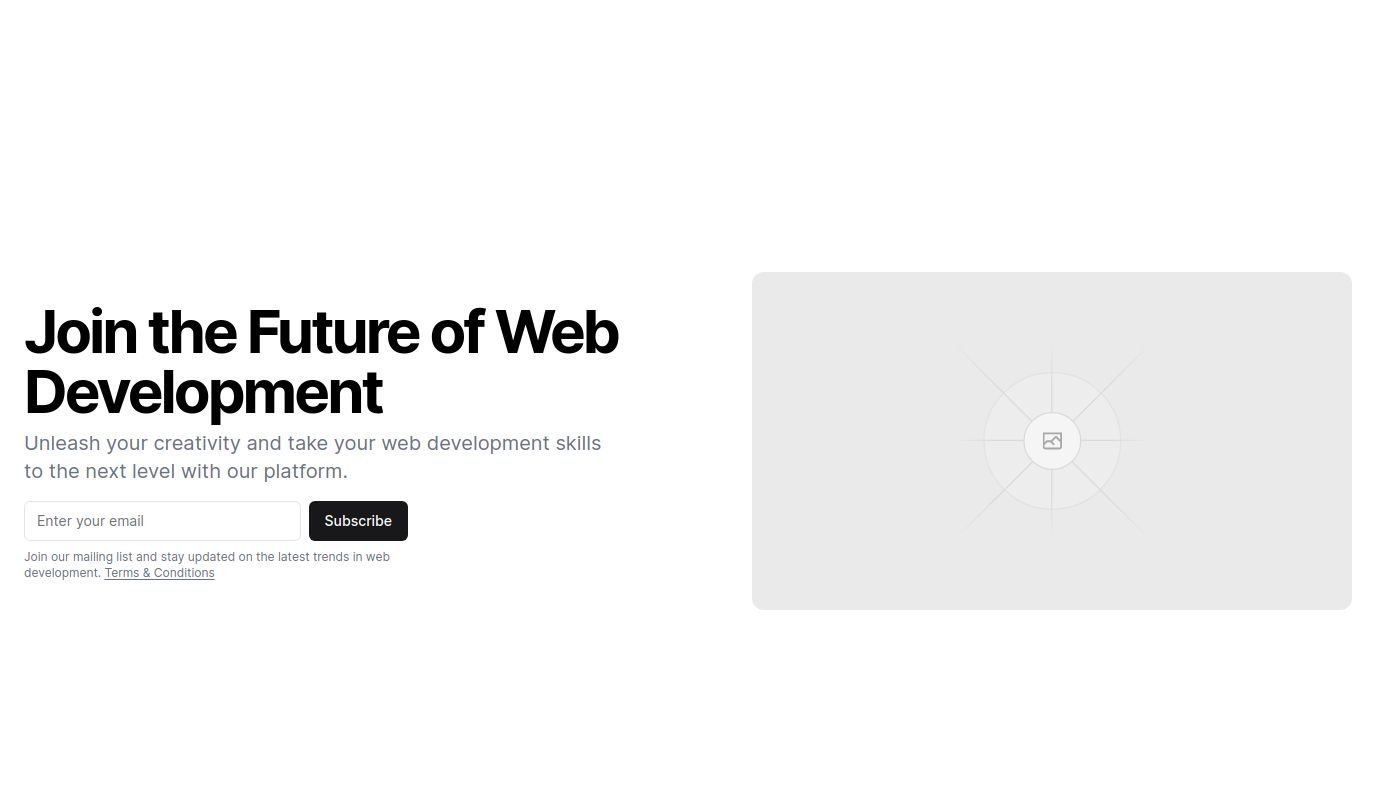 Join the Future of Web
Development
Unleash your creativity and take your web development skills
to the next level with our platform.
Enter your email
Subscribe
Join our mailing list and stay updated on the latest trends in web
development. Terms & Conditions